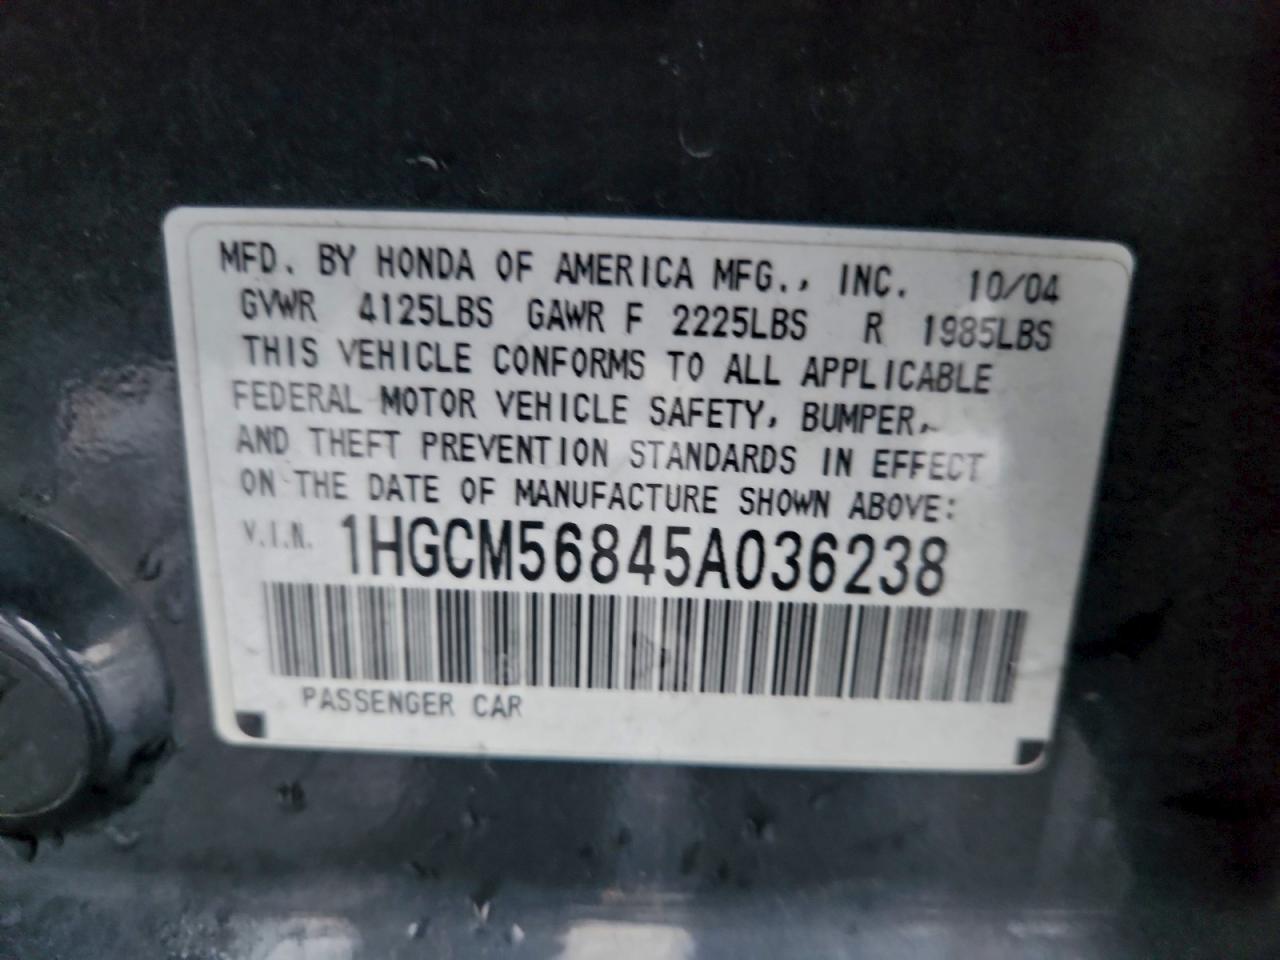 MFD. BY HONDA OF AMERICA MFG., INC. 10/04
GVWR 4125LBS GAWR F 2225LBS R 1985LBS
THIS VEHICLE CONFORMS TO ALL APPLICABLE
FEDERAL MOTOR VEHICLE SAFETY, BUMPER,
AND THEFT PREVENTION STANDARDS IN EFFECT
ON THE DATE OF MANUFACTURE SHOWN ABOVE:
V.I.N. 1HGCM56845A036238
PASSENGER CAR